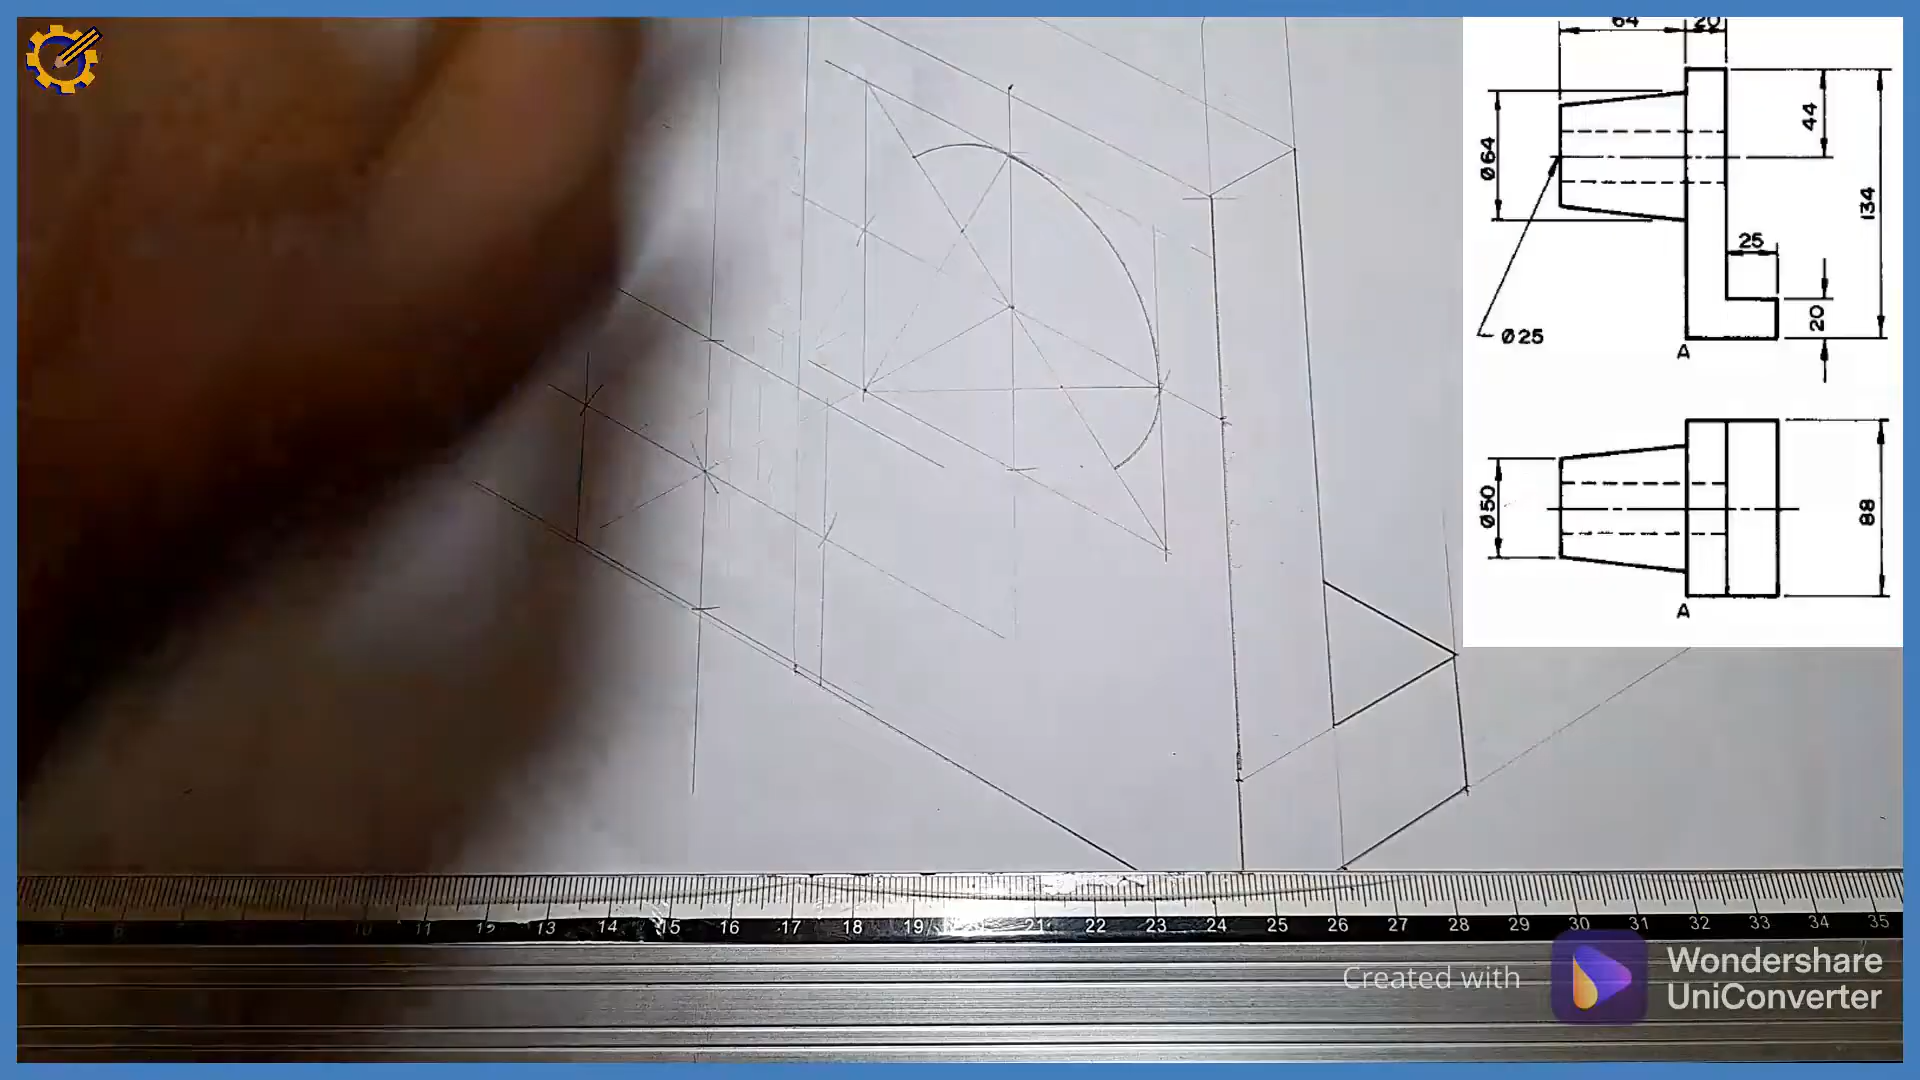 64
20
Ø64
44
134
25
20
Ø25
A
Ø50
88
A
5 6 10 11 12 13 14 15 16 17 18 19 21 22 23 24 25 26 27 28 29 30 31 32 33 34 35
Created with
Wondershare
UniConverter